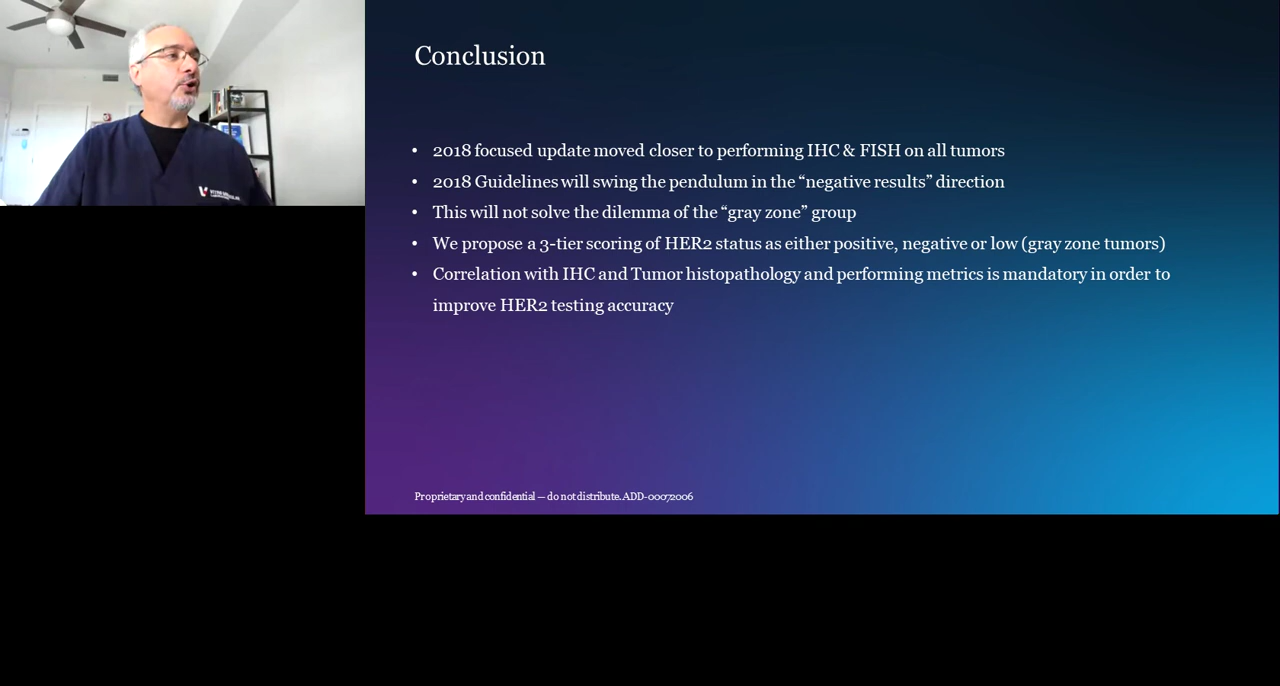 Conclusion
• 2018 focused update moved closer to performing IHC & FISH on all tumors
• 2018 Guidelines will swing the pendulum in the “negative results” direction
• This will not solve the dilemma of the “gray zone” group
• We propose a 3-tier scoring of HER2 status as either positive, negative or low (gray zone tumors)
• Correlation with IHC and Tumor histopathology and performing metrics is mandatory in order to
improve HER2 testing accuracy
Proprietary and confidential — do not distribute. ADD-00072006